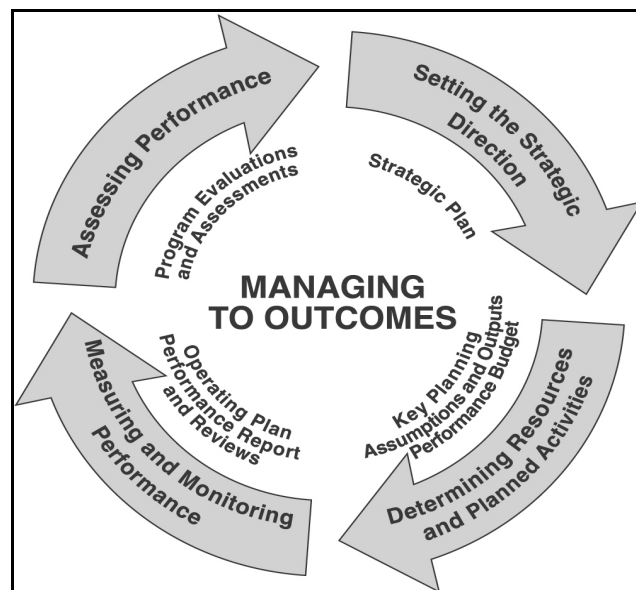 Assessing Performance
Program Evaluations
and Assessments
Setting the Strategic
Direction
Strategic Plan
MANAGING
TO OUTCOMES
Key Planning
Assumptions and Outputs
Performance Budget
Determining Resources
and Planned Activities
Operating Plan
Performance Report
and Reviews
Measuring and Monitoring
Performance